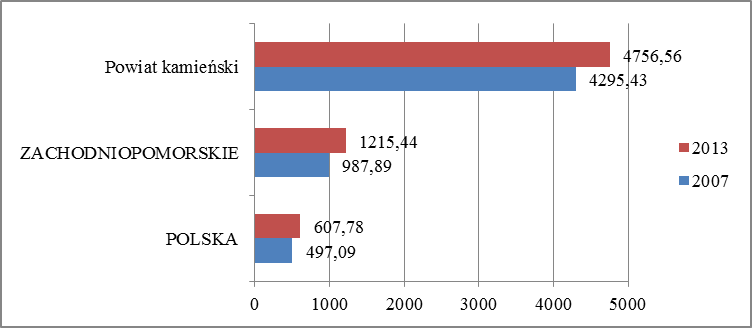 Powiat kamieński
4756,56
4295,43
ZACHODNIOPOMORSKIE
1215,44
987,89
POLSKA
607,78
497,09
2013
2007
0 1000 2000 3000 4000 5000